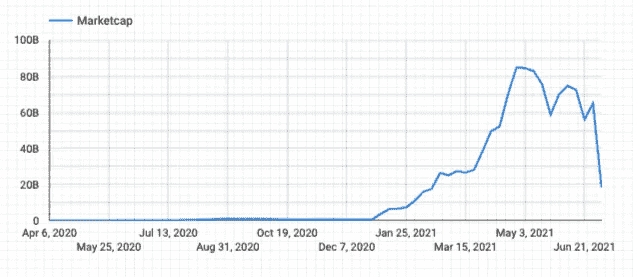 Marketcap
100B
80B
60B
40B
20B
0
Apr 6, 2020 Jul 13, 2020 Oct 19, 2020 Jan 25, 2021 May 3, 2021
May 25, 2020 Aug 31, 2020 Dec 7, 2020 Mar 15, 2021 Jun 21, 2021